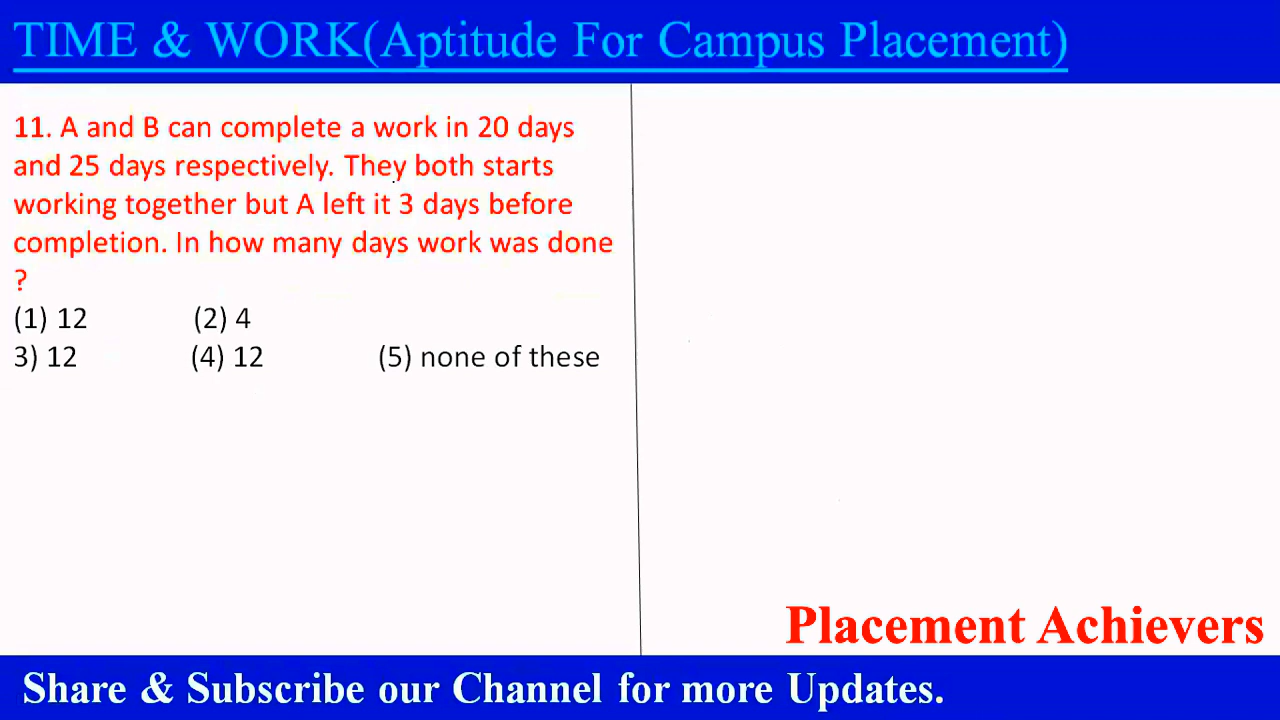 TIME & WORK(Aptitude For Campus Placement)
11. A and B can complete a work in 20 days
and 25 days respectively. They both starts
working together but A left it 3 days before
completion. In how many days work was done
?
(1) 12 (2) 4
3) 12 (4) 12 (5) none of these
Placement Achievers
Share & Subscribe our Channel for more Updates.